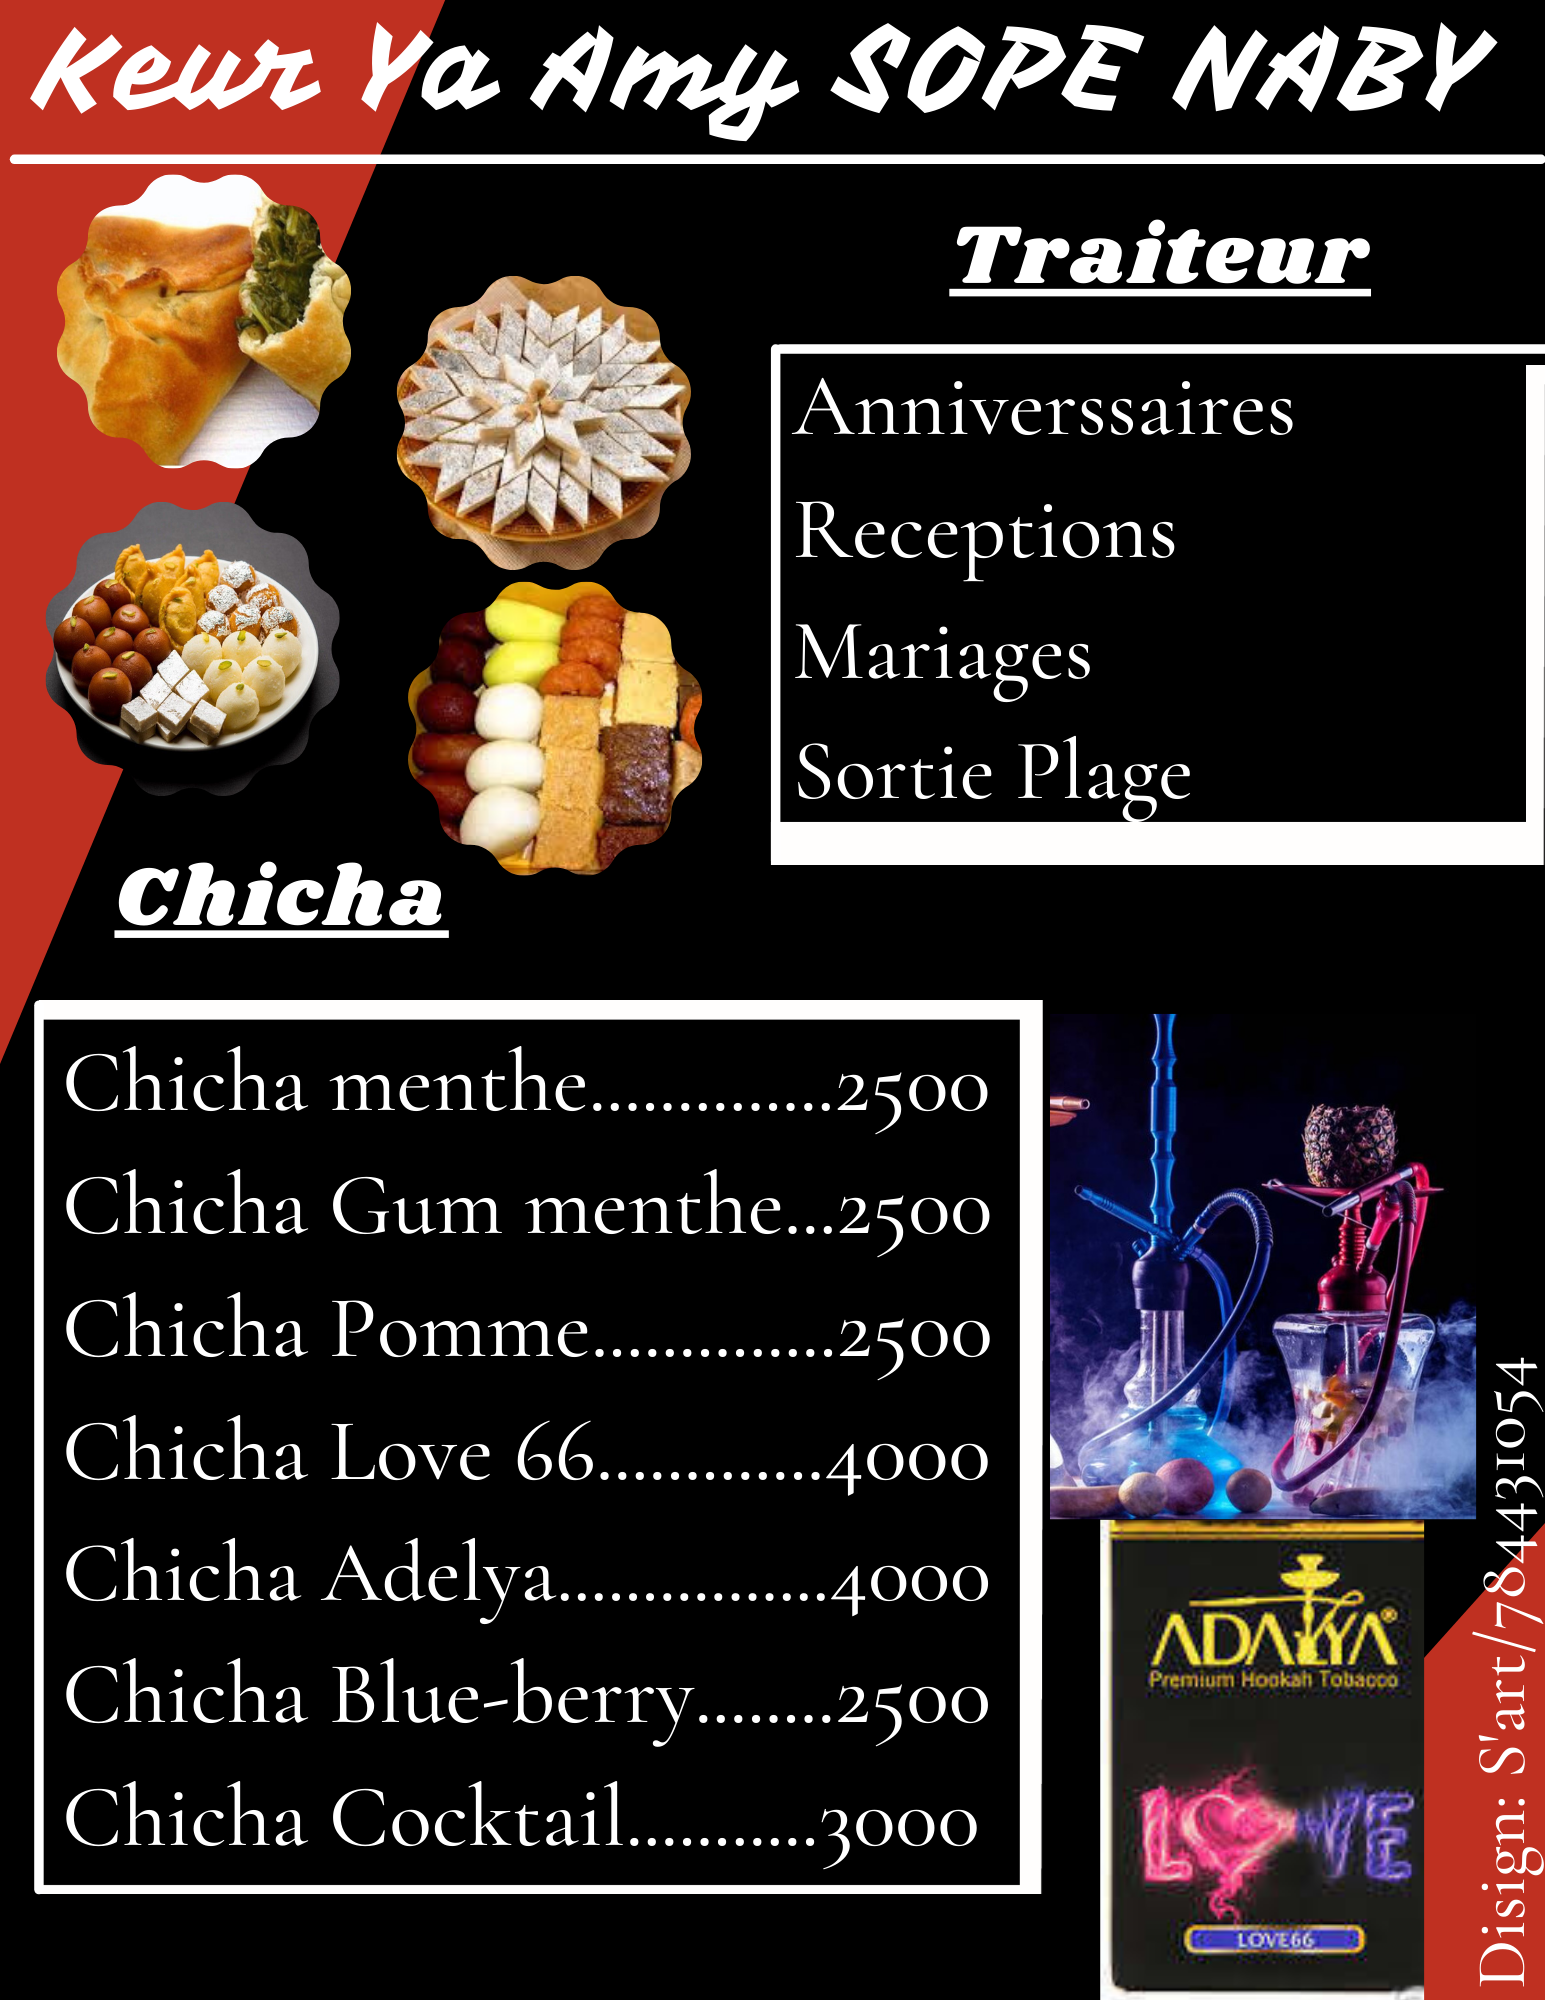 Keur Ya Amy SOPE NABY
Traiteur
Anniverssaires
Receptions
Mariages
Sortie Plage
Chicha
Chicha menthe..............2500
Chicha Gum menthe...2500
Chicha Pomme..............2500
Chicha Love 66.............4000
Chicha Adelya................4000
Chicha Blue-berry........2500
Chicha Cocktail...........3000
ADALYA®
Premium Hookah Tobacco
LOVE
LOVE66
Disign: S'art/784431054